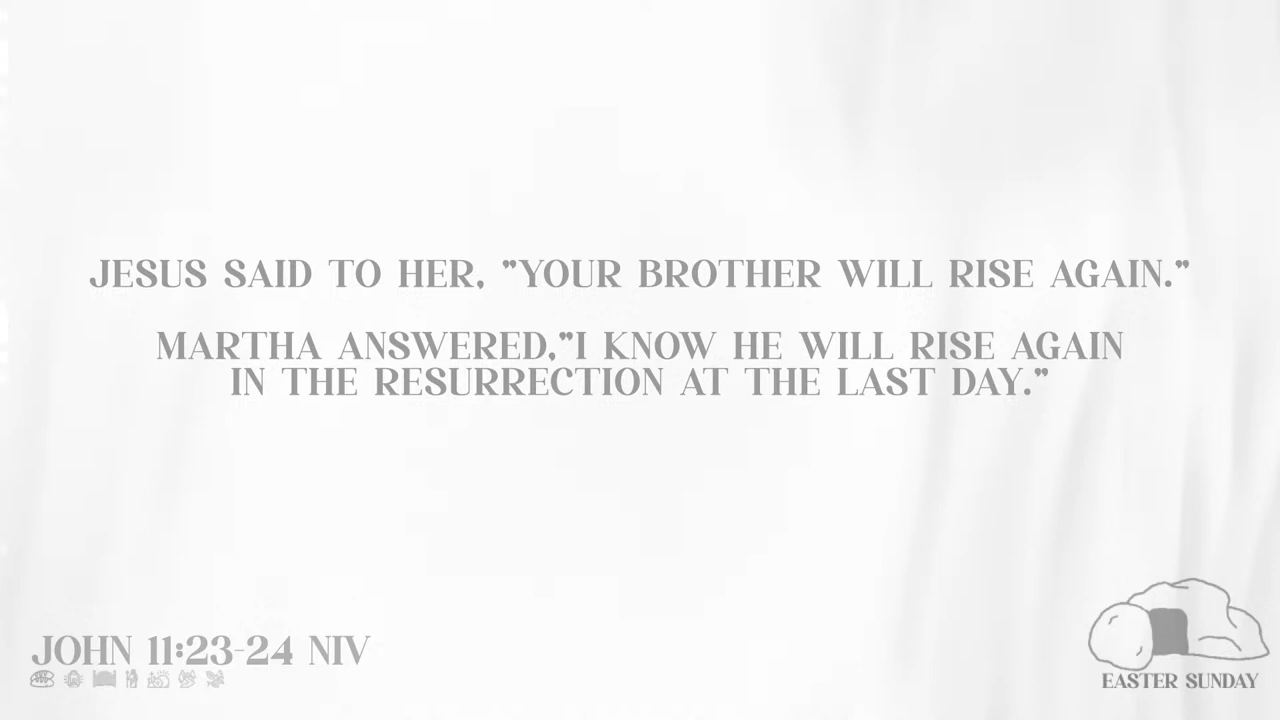 JESUS SAID TO HER, "YOUR BROTHER WILL RISE AGAIN."
MARTHA ANSWERED,"I KNOW HE WILL RISE AGAIN
IN THE RESURRECTION AT THE LAST DAY."
JOHN 11:23-24 NIV
EASTER SUNDAY